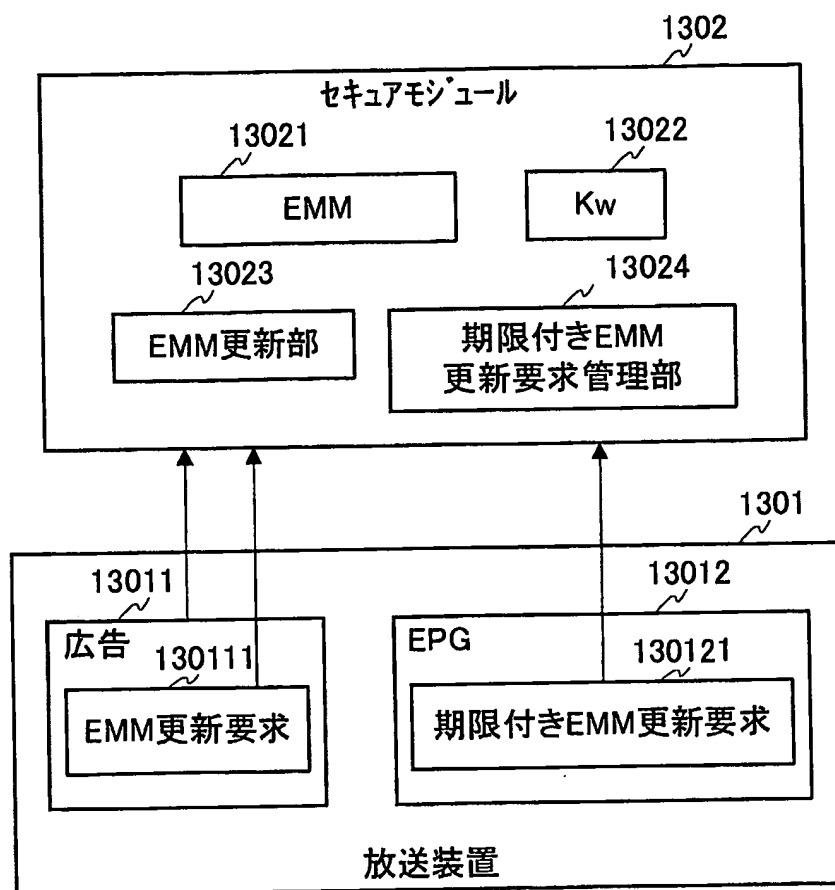 1302
セキュアモジュール
13021
13022
EMM
Kw
13023
13024
EMM更新部
期限付きEMM
更新要求管理部
1301
13011
13012
広告
EPG
130111
130121
EMM更新要求
期限付きEMM更新要求
放送装置